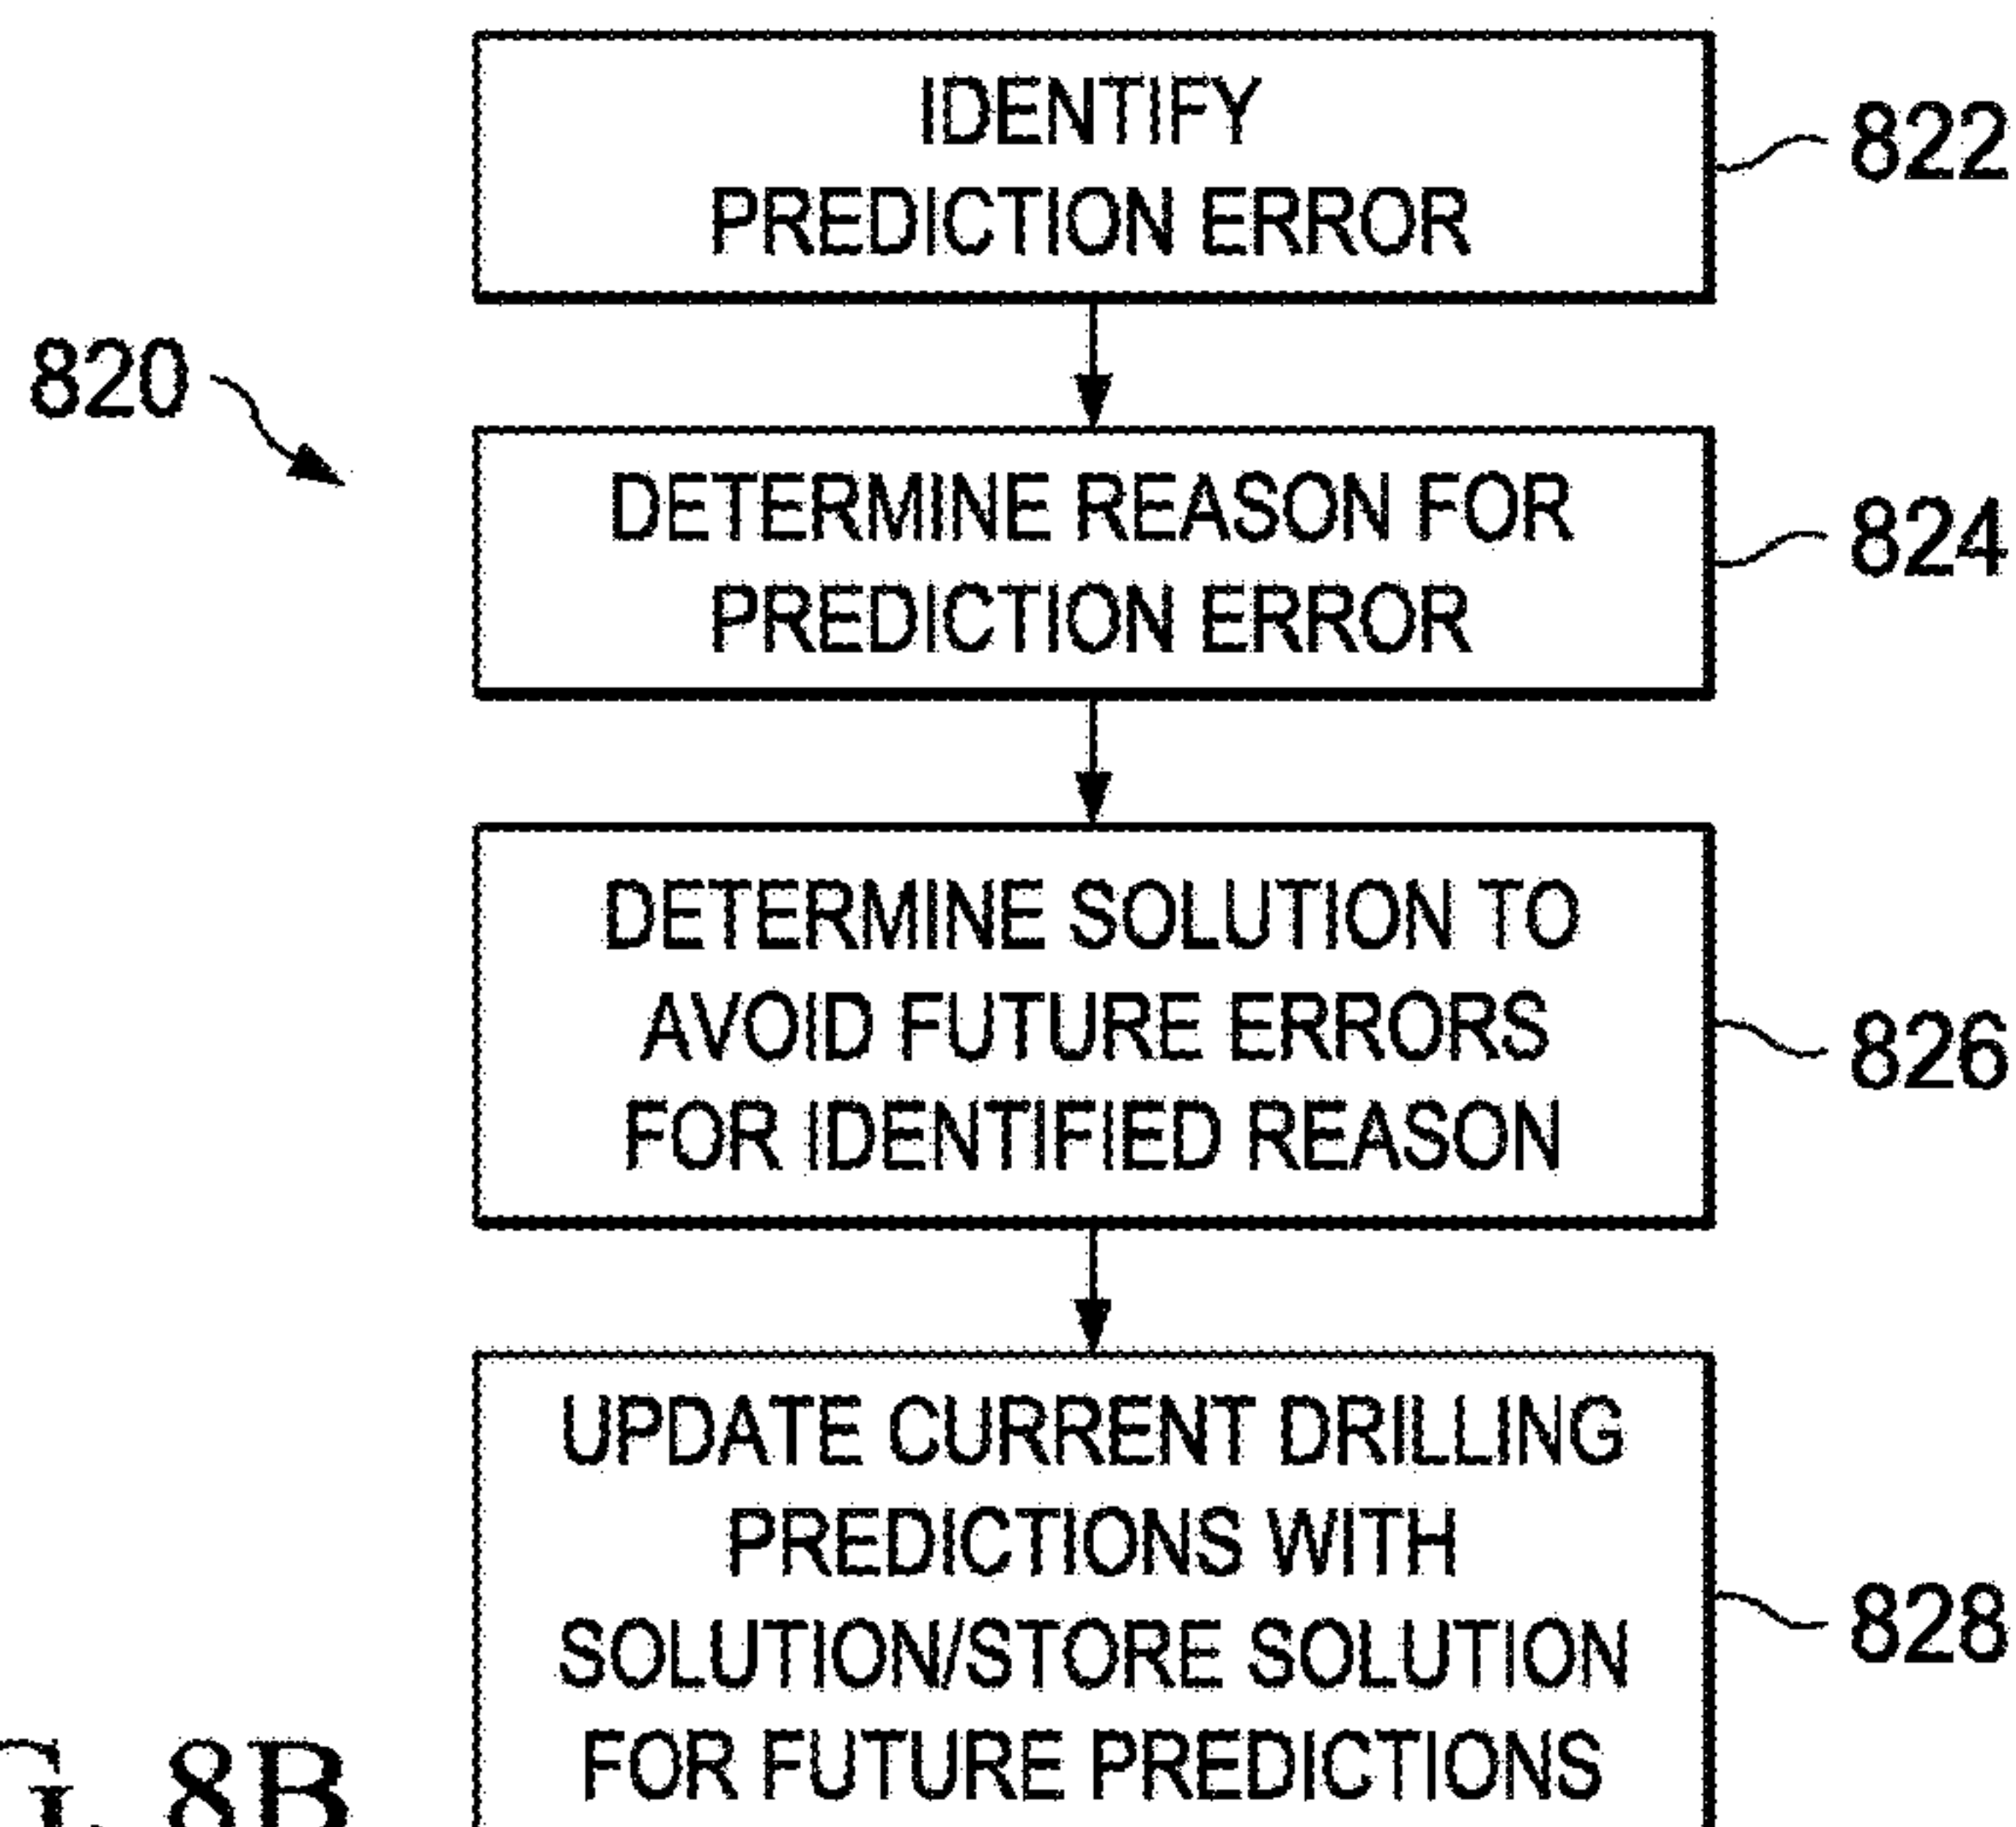 IDENTIFY
PREDICTION ERROR
822
820
DETERMINE REASON FOR
PREDICTION ERROR
824
DETERMINE SOLUTION TO
AVOID FUTURE ERRORS
FOR IDENTIFIED REASON
826
UPDATE CURRENT DRILLING
PREDICTIONS WITH
SOLUTION/STORE SOLUTION
FOR FUTURE PREDICTIONS
828
G. 8B